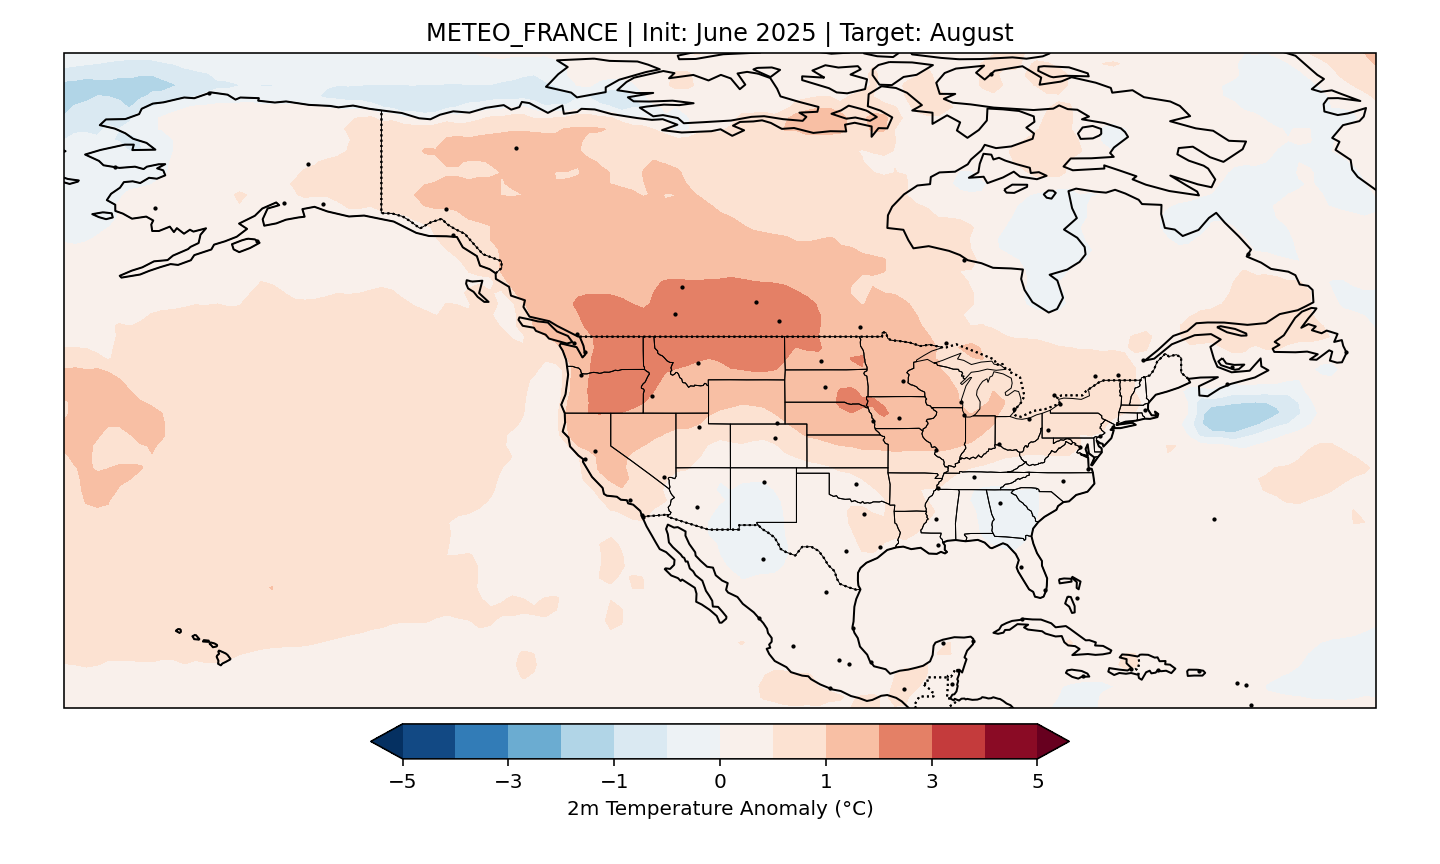 METEO_FRANCE | Init: June 2025 | Target: August
−5 −3 −1 0 1 3 5
2m Temperature Anomaly (°C)